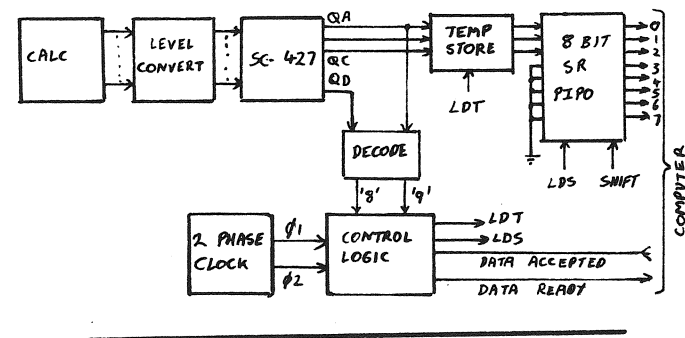 CALC
LEVEL
CONVERT
SC-427
QA
QC
QD
TEMP
STORE
LDT
8 BIT
SR
PIPO
0
1
2
3
4
5
6
7
LDS
SHIFT
COMPUTER
DECODE
'8'
'9'
2 PHASE
CLOCK
φ1
φ2
CONTROL
LOGIC
LDT
LDS
DATA ACCEPTED
DATA READY